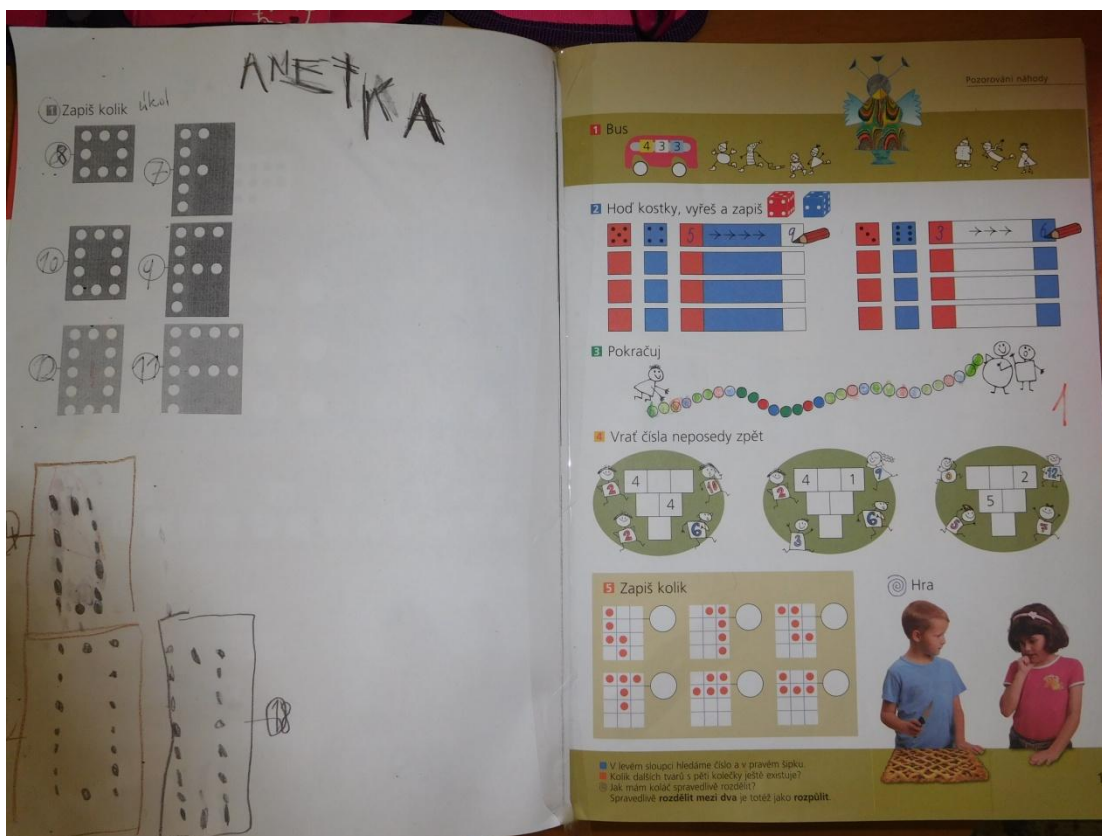 ANETKA
1 Zapiš kolik úkol
8
7
10
9
12
11
18
Pozorování náhody
1 Bus
4 3 3
2 Hoď kostky, vyřeš a zapiš
5 →→→→ 9
3 →→→ 6
3 Pokračuj
1
4 Vrať čísla neposedy zpět
4
4
2
2
6
4 1
9
2
3
6
2
5
12
5
7
5 Zapiš kolik
Hra
V levém sloupci hledáme číslo a v pravém šipku.
Kolik dalších tvarů s pěti kolečky ještě existuje?
Jak mám koláč spravedlivě rozdělit?
Spravedlivě rozdělit mezi dva je totéž jako rozpůlit.